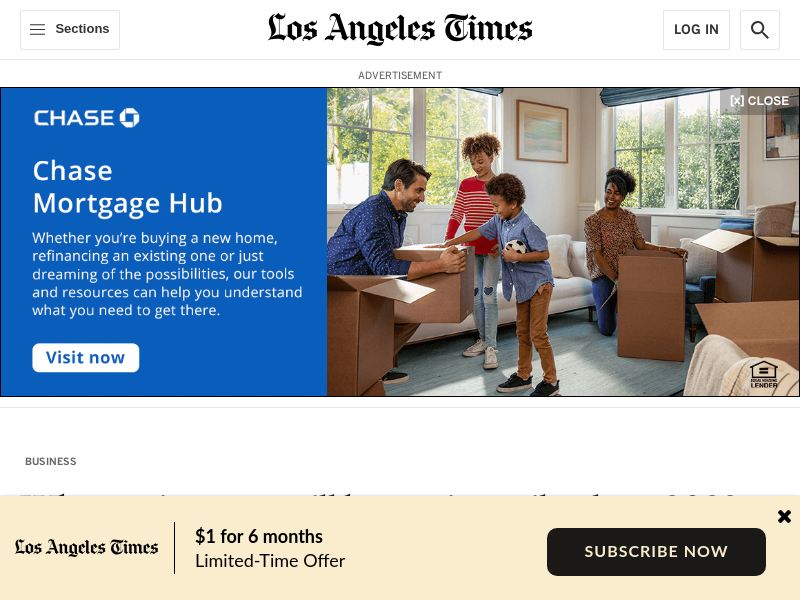 Sections
Los Angeles Times
LOG IN
ADVERTISEMENT
[x] CLOSE
CHASE
Chase
Mortgage Hub
Whether you're buying a new home,
refinancing an existing one or just
dreaming of the possibilities, our tools
and resources can help you understand
what you need to get there.
Visit now
EQUAL HOUSING
LENDER
BUSINESS
Los Angeles Times
$1 for 6 months
Limited-Time Offer
SUBSCRIBE NOW